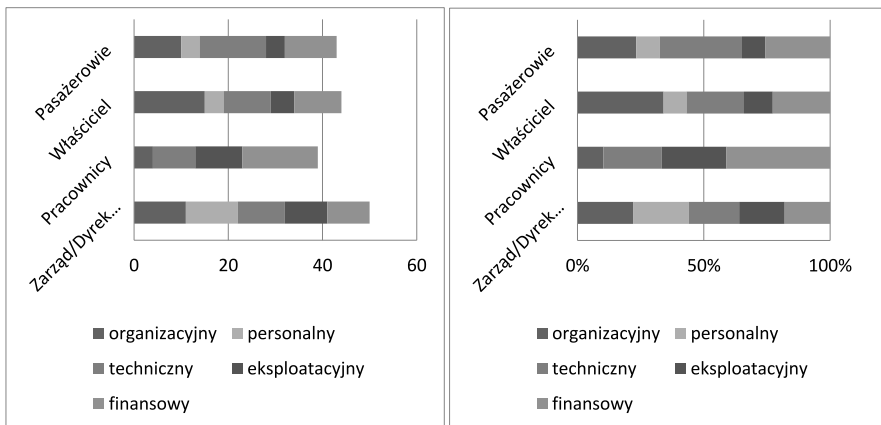 Pasażerowie
Właściciel
Pracownicy
Zarząd/Dyrek...
0 20 40 60
organizacyjny personalny
techniczny eksploatacyjny
finansowy
Pasażerowie
Właściciel
Pracownicy
Zarząd/Dyrek...
0% 50% 100%
organizacyjny personalny
techniczny eksploatacyjny
finansowy